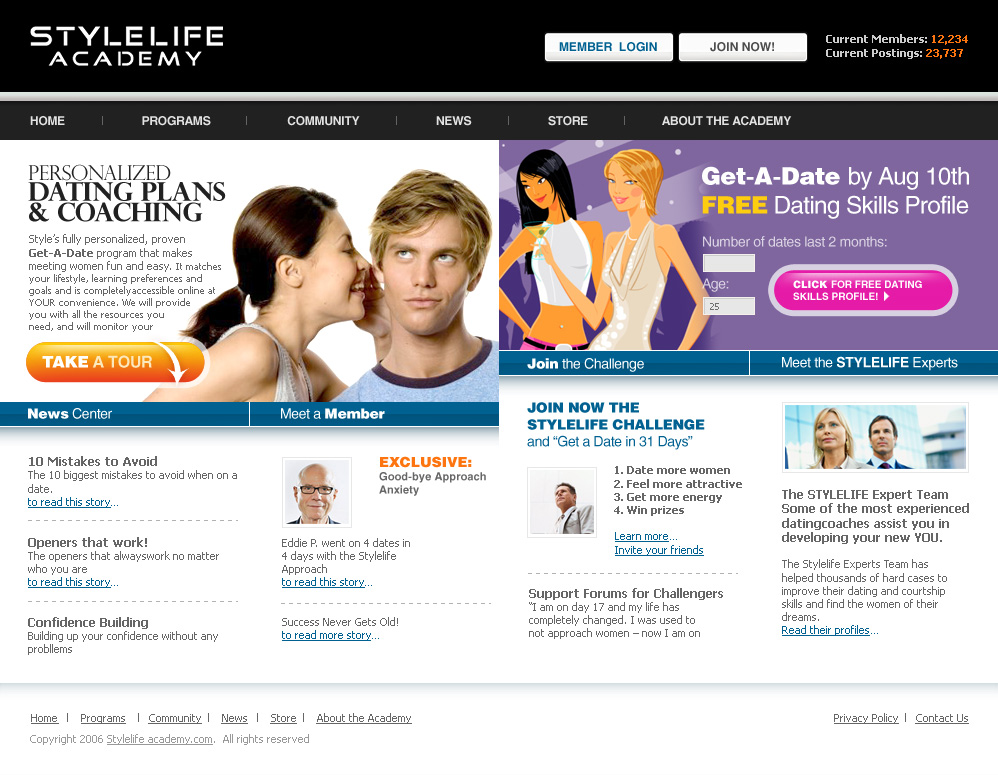 STYLELIFE
ACADEMY
MEMBER LOGIN
JOIN NOW!
Current Members: 12,234
Current Postings: 23,737
HOME
PROGRAMS
COMMUNITY
NEWS
STORE
ABOUT THE ACADEMY
PERSONALIZED
DATING PLANS
& COACHING
Style's fully personalized, proven
Get-A-Date program that makes
meeting women fun and easy. It matches
your lifestyle, learning preferences and
goals and is completelyaccessible online at
YOUR convenience. We will provide
you with all the resources you
need, and will monitor your
TAKE A TOUR
Get-A-Date by Aug 10th
FREE Dating Skills Profile
Number of dates last 2 months:
Age:
25
CLICK FOR FREE DATING
SKILLS PROFILE!
News Center
Meet a Member
Join the Challenge
Meet the STYLELIFE Experts
10 Mistakes to Avoid
The 10 biggest mistakes to avoid when on a
date.
to read this story...
Openers that work!
The openers that alwayswork no matter
who you are
to read this story...
Confidence Building
Building up your confidence without any
probllems
EXCLUSIVE:
Good-bye Approach
Anxiety
Eddie P. went on 4 dates in
4 days with the Stylelife
Approach
to read this story...
Success Never Gets Old!
to read more story...
JOIN NOW THE
STYLELIFE CHALLENGE
and "Get a Date in 31 Days"
1. Date more women
2. Feel more attractive
3. Get more energy
4. Win prizes
Learn more...
Invite your friends
Support Forums for Challengers
"I am on day 17 and my life has
completely changed. I was used to
not approach women – now I am on
The STYLELIFE Expert Team
Some of the most experienced
datingcoaches assist you in
developing your new YOU.
The Stylelife Experts Team has
helped thousands of hard cases to
improve their dating and courtship
skills and find the women of their
dreams.
Read their profiles...
Home | Programs | Community | News | Store | About the Academy
Privacy Policy | Contact Us
Copyright 2006 Stylelife academy.com. All rights reserved